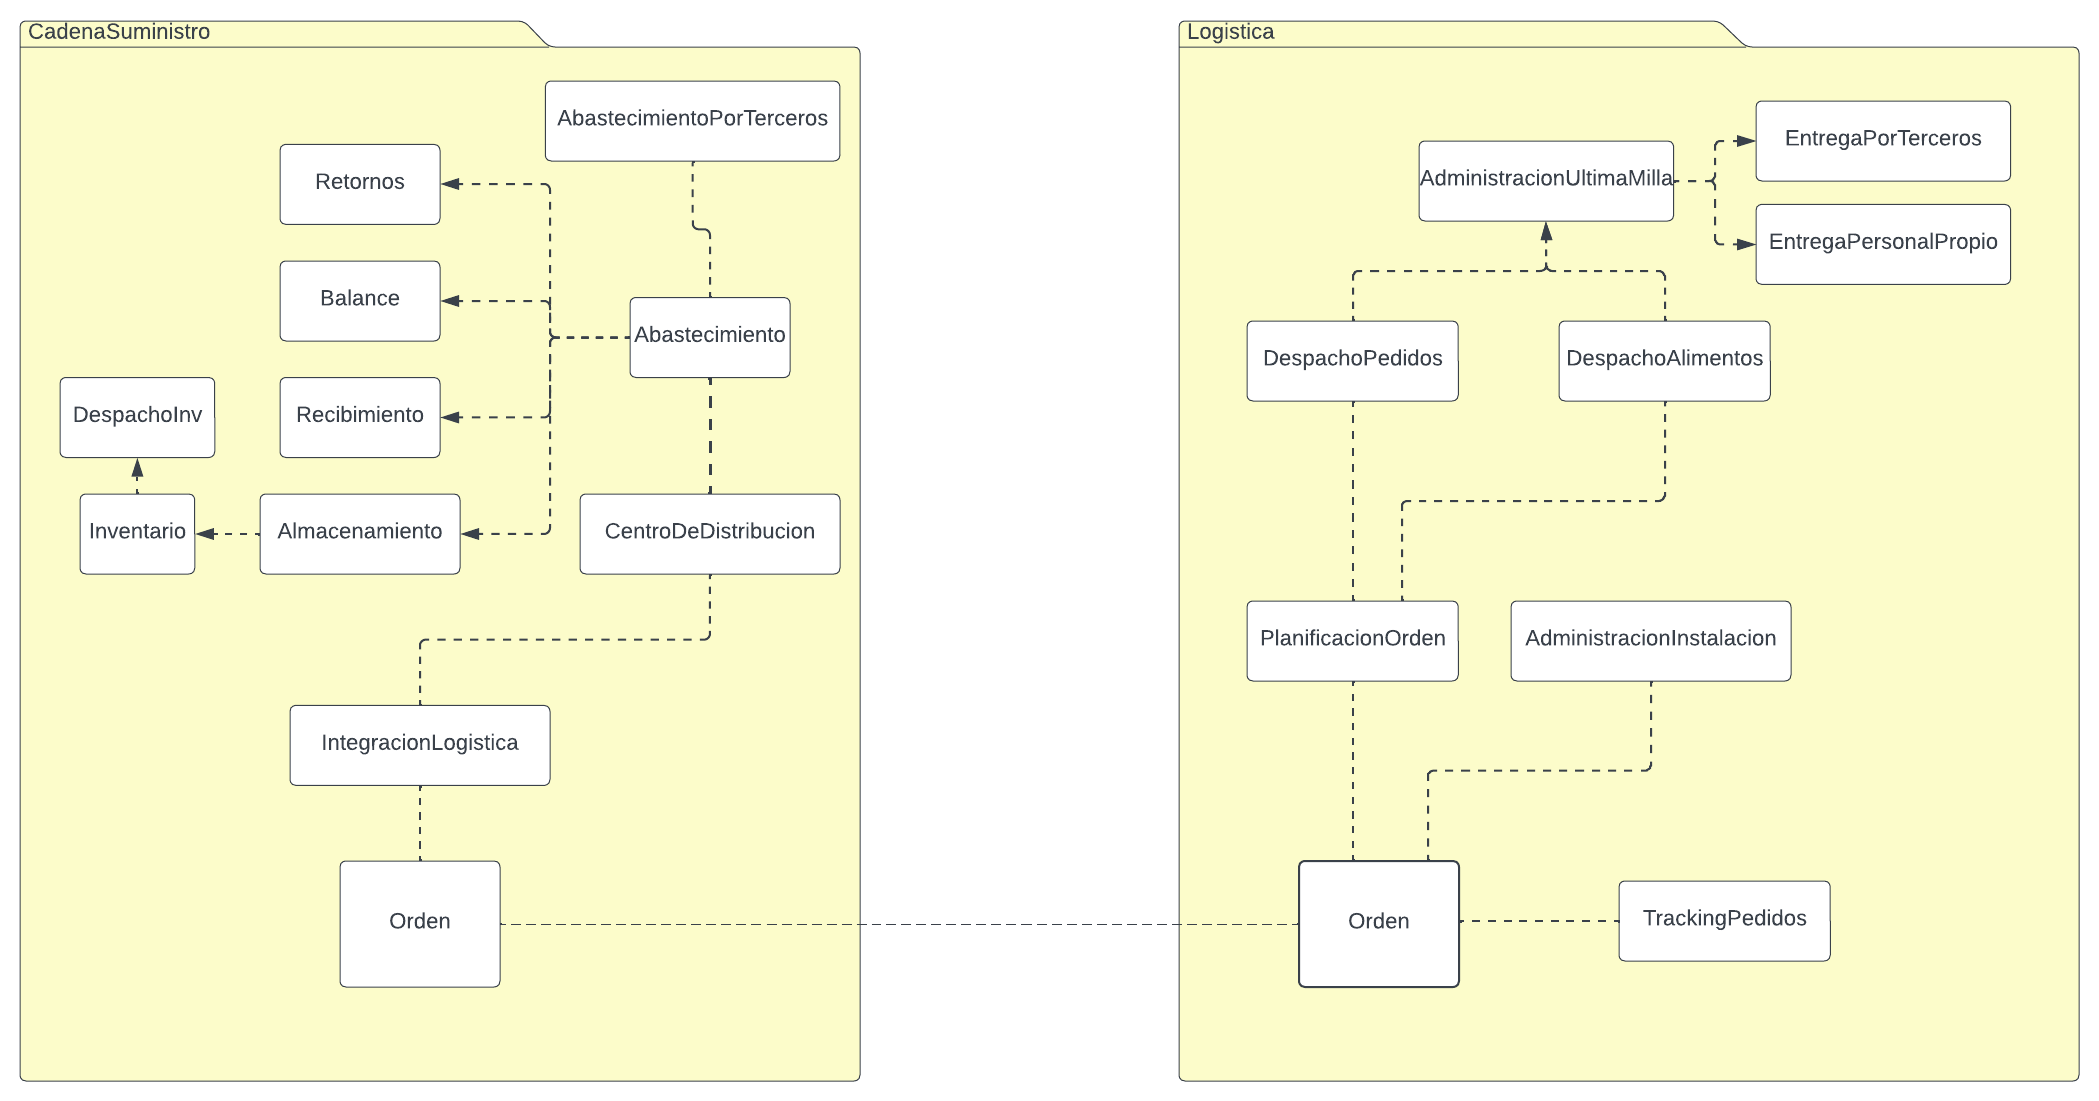 CadenaSuministro
AbastecimientoPorTerceros
Retornos
Balance
Abastecimiento
DespachoInv
Recibimiento
Inventario
Almacenamiento
CentroDeDistribucion
IntegracionLogistica
Orden
Logistica
EntregaPorTerceros
AdministracionUltimaMilla
EntregaPersonalPropio
DespachoPedidos
DespachoAlimentos
PlanificacionOrden
AdministracionInstalacion
Orden
TrackingPedidos